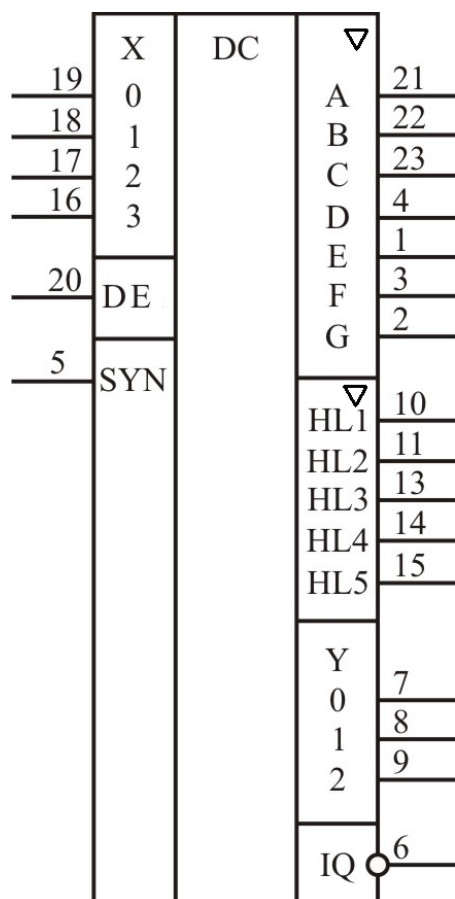 X DC
19 0 A 21
18 1 B 22
17 2 C 23
16 3 D 4
E 1
20 DE F 3
G 2
5 SYN
HL1 10
HL2 11
HL3 13
HL4 14
HL5 15
Y
0 7
1 8
2 9
IQ 6